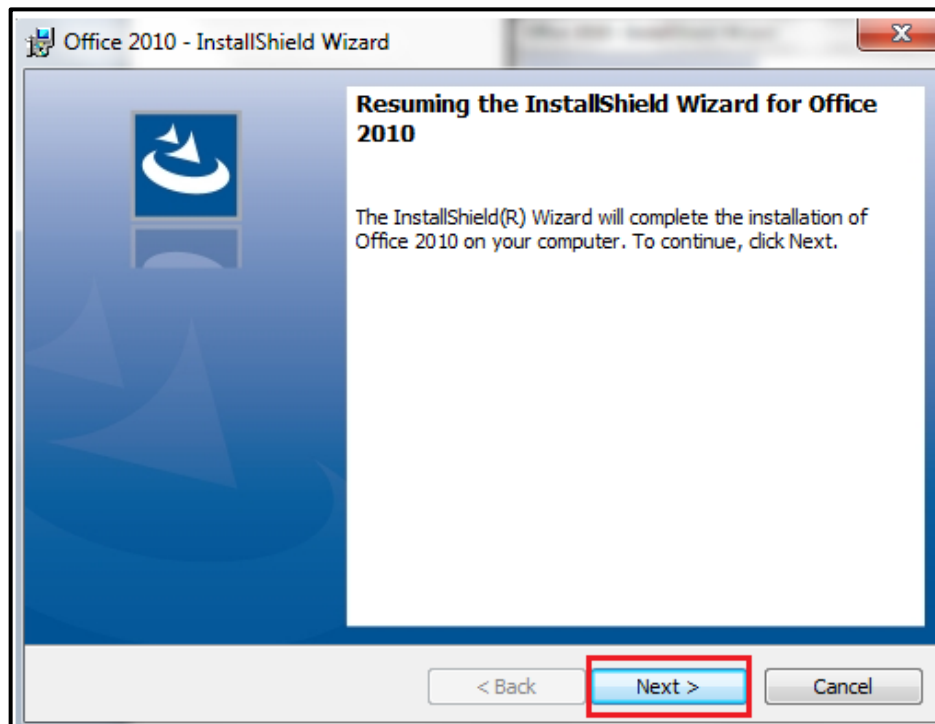 Office 2010 - InstallShield Wizard
X
Resuming the InstallShield Wizard for Office
2010
The InstallShield(R) Wizard will complete the installation of
Office 2010 on your computer. To continue, click Next.
< Back Next > Cancel